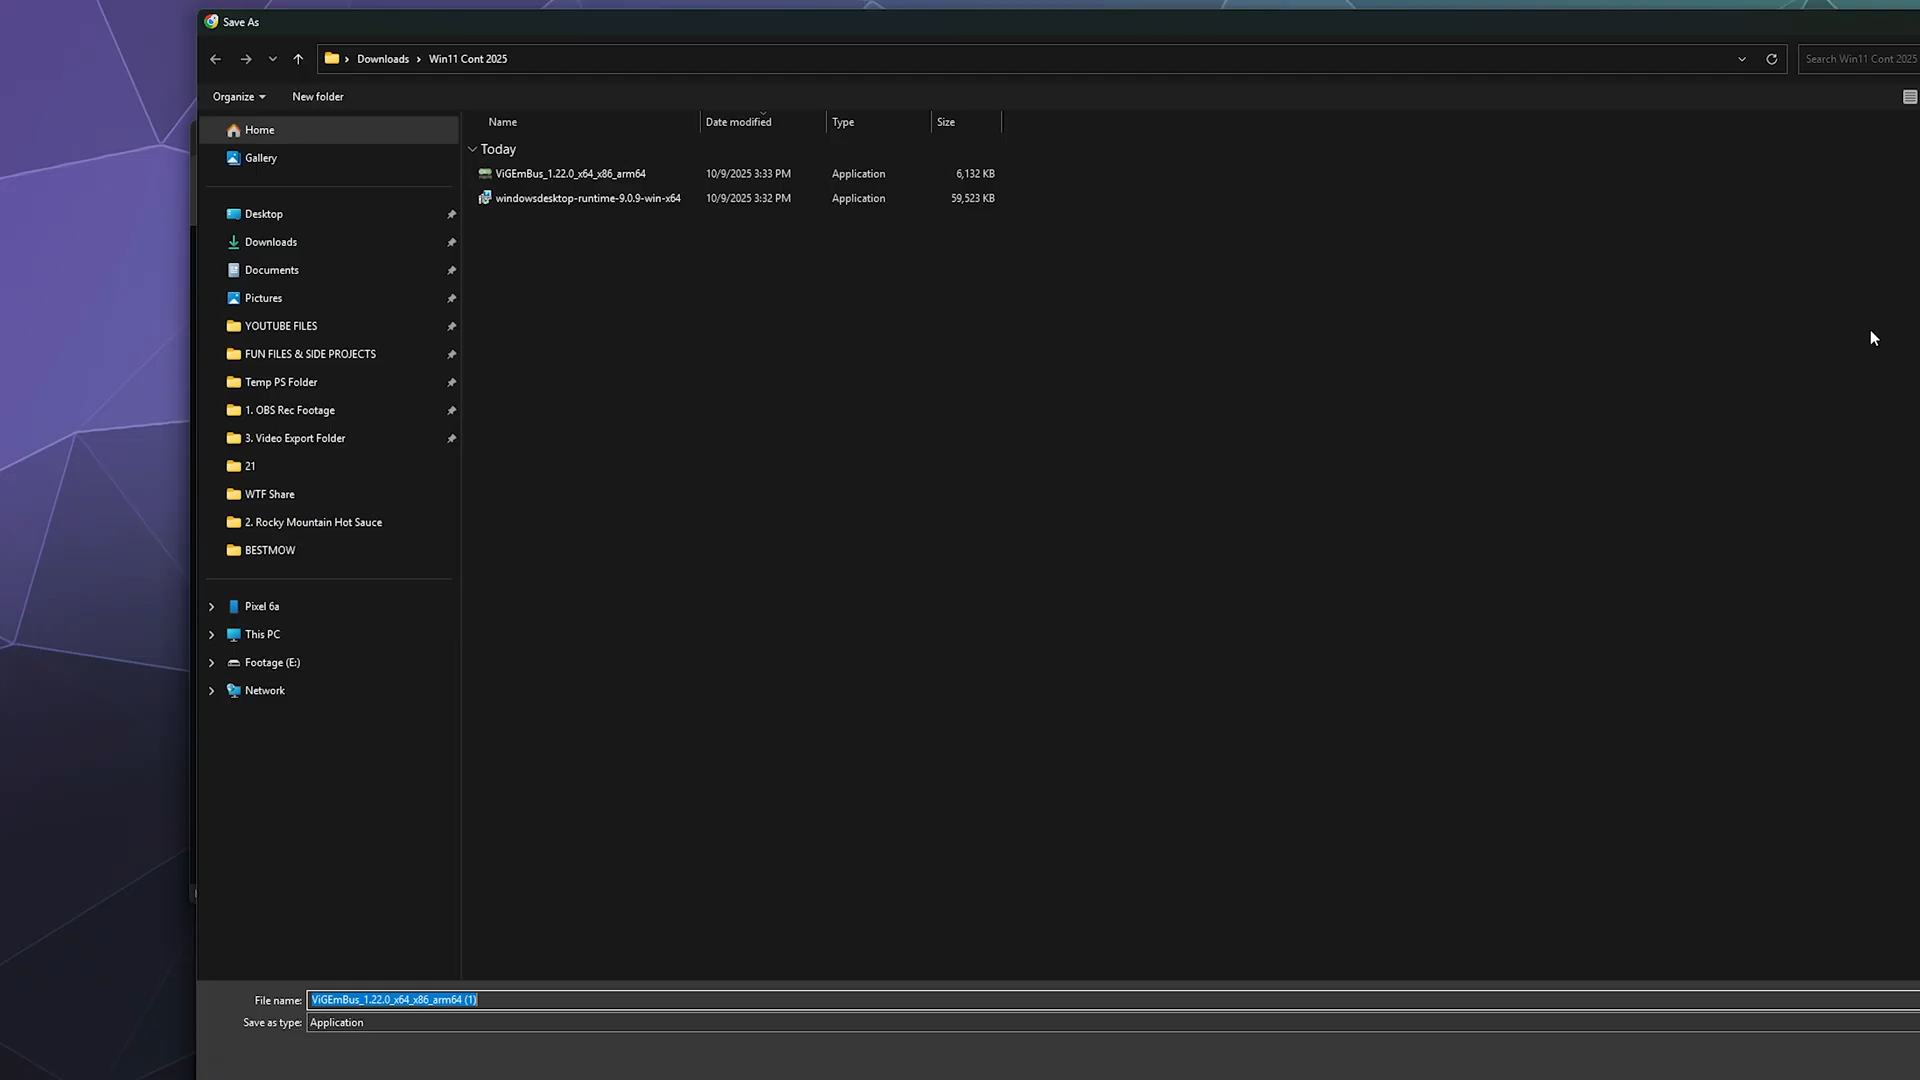 Save As
Downloads > Win11 Cont 2025
Search Win11 Cont 2025
Organize
New folder
Home
Gallery
Desktop
Downloads
Documents
Pictures
YOUTUBE FILES
FUN FILES & SIDE PROJECTS
Temp PS Folder
1. OBS Rec Footage
3. Video Export Folder
21
WTF Share
2. Rocky Mountain Hot Sauce
BESTMOW
Pixel 6a
This PC
Footage (E:)
Network
Name Date modified Type Size
Today
ViGEmBus_1.22.0_x64_x86_arm64 10/9/2025 3:33 PM Application 6,132 KB
windowsdesktop-runtime-9.0.9-win-x64 10/9/2025 3:32 PM Application 59,523 KB
File name: ViGEmBus_1.22.0_x64_x86_arm64 (1)
Save as type: Application